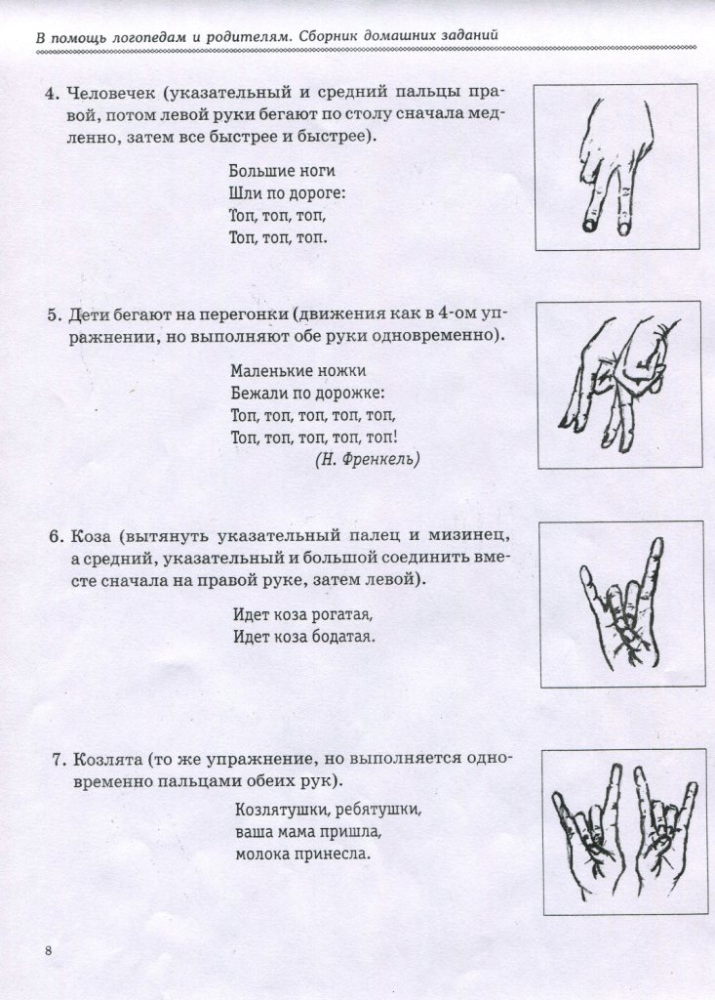 В помощь логопедам и родителям. Сборник домашних заданий
4. Человечек (указательный и средний пальцы пра-
вой, потом левой руки бегают по столу сначала мед-
ленно, затем все быстрее и быстрее).
Большие ноги
Шли по дороге:
Топ, топ, топ,
Топ, топ, топ.
5. Дети бегают на перегонки (движения как в 4-ом уп-
ражнении, но выполняют обе руки одновременно).
Маленькие ножки
Бежали по дорожке:
Топ, топ, топ, топ, топ,
Топ, топ, топ, топ, топ!
(Н. Френкель)
6. Коза (вытянуть указательный палец и мизинец,
а средний, указательный и большой соединить вме-
сте сначала на правой руке, затем левой).
Идет коза рогатая,
Идет коза бодатая.
7. Козлята (то же упражнение, но выполняется одно-
временно пальцами обеих рук).
Козлятушки, ребятушки,
ваша мама пришла,
молока принесла.
8